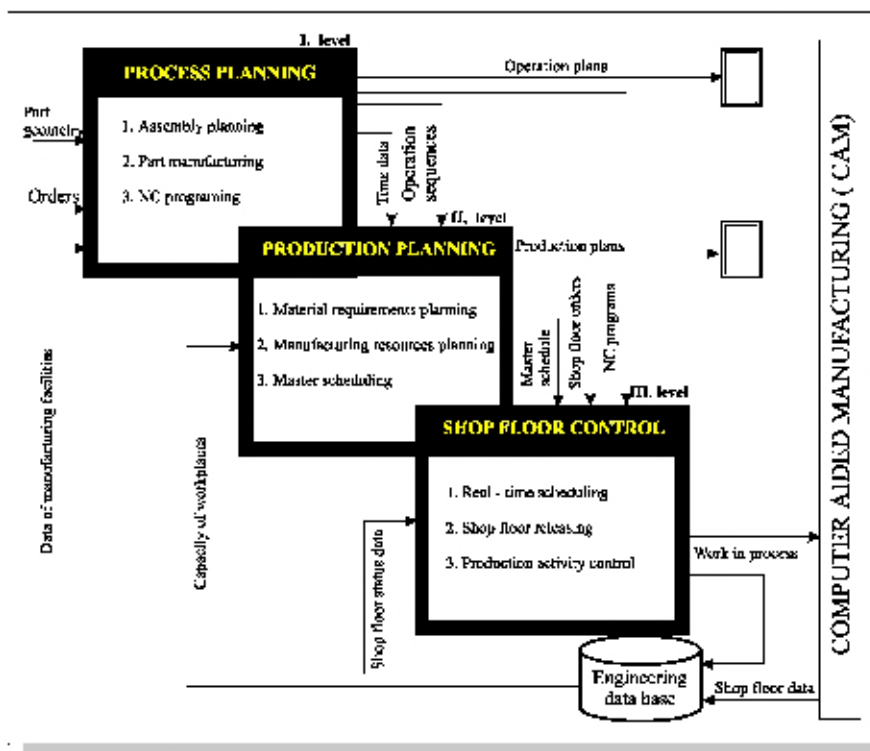 I. level
PROCESS PLANNING
Operation plans
Part
geometry
1. Assembly planning
2. Part manufacturing
3. NC programing
Orders
Time data
Operation
sequences
II. level
PRODUCTION PLANNING
Production plans
1. Material requirements planning
2. Manufacturing resources planning
3. Master scheduling
Master
schedule
Shop floor orders
NC programs
III. level
SHOP FLOOR CONTROL
1. Real - time scheduling
2. Shop floor releasing
3. Production activity control
Data of manufacturing facilities
Capacity of workplaces
Shop floor status data
Work in process
Engineering
data base
Shop floor data
COMPUTER AIDED MANUFACTURING ( CAM)